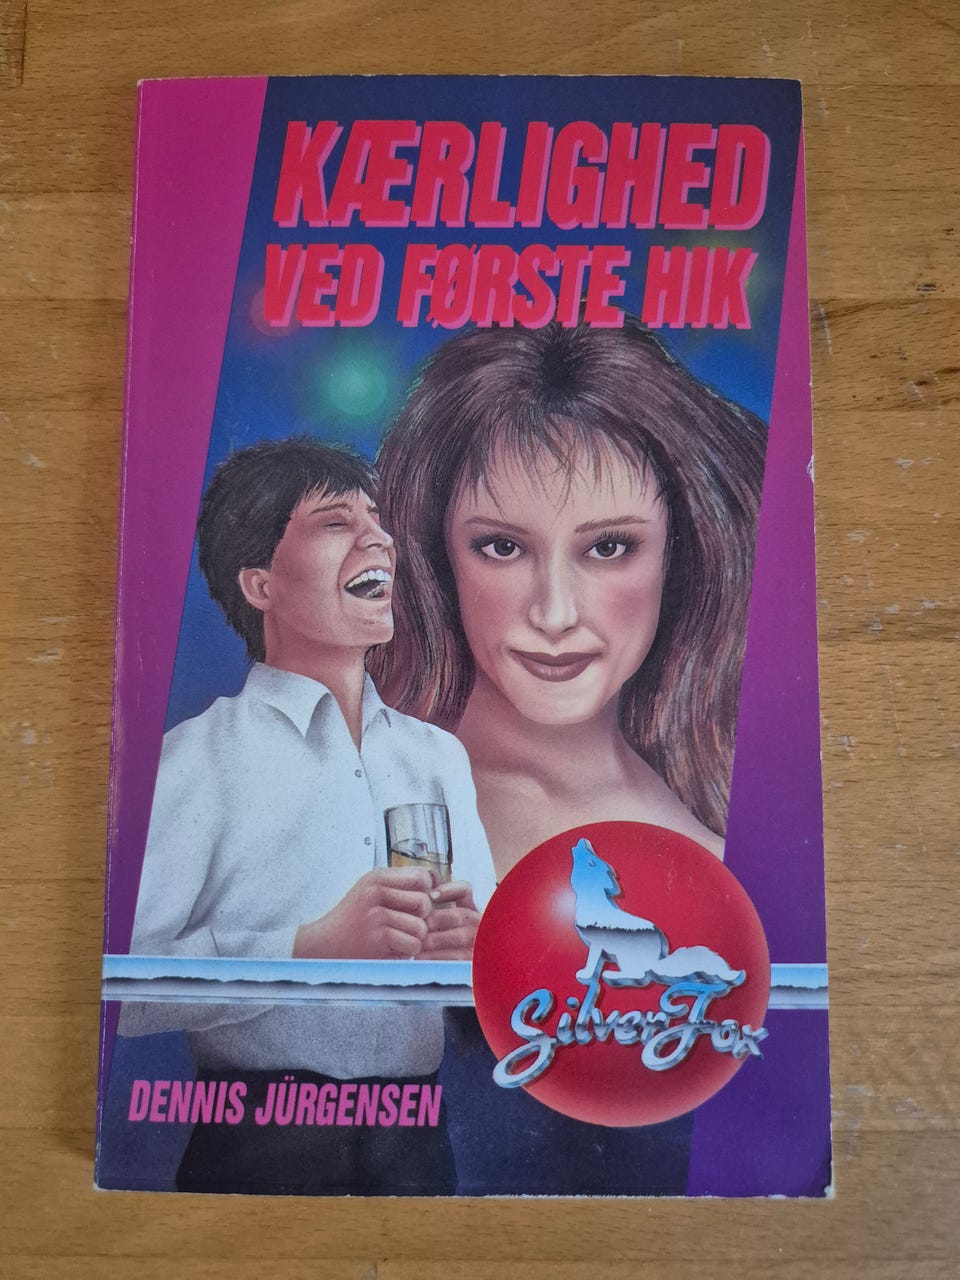 KÆRLIGHED
VED FØRSTE HIK
SilverFox
DENNIS JÜRGENSEN